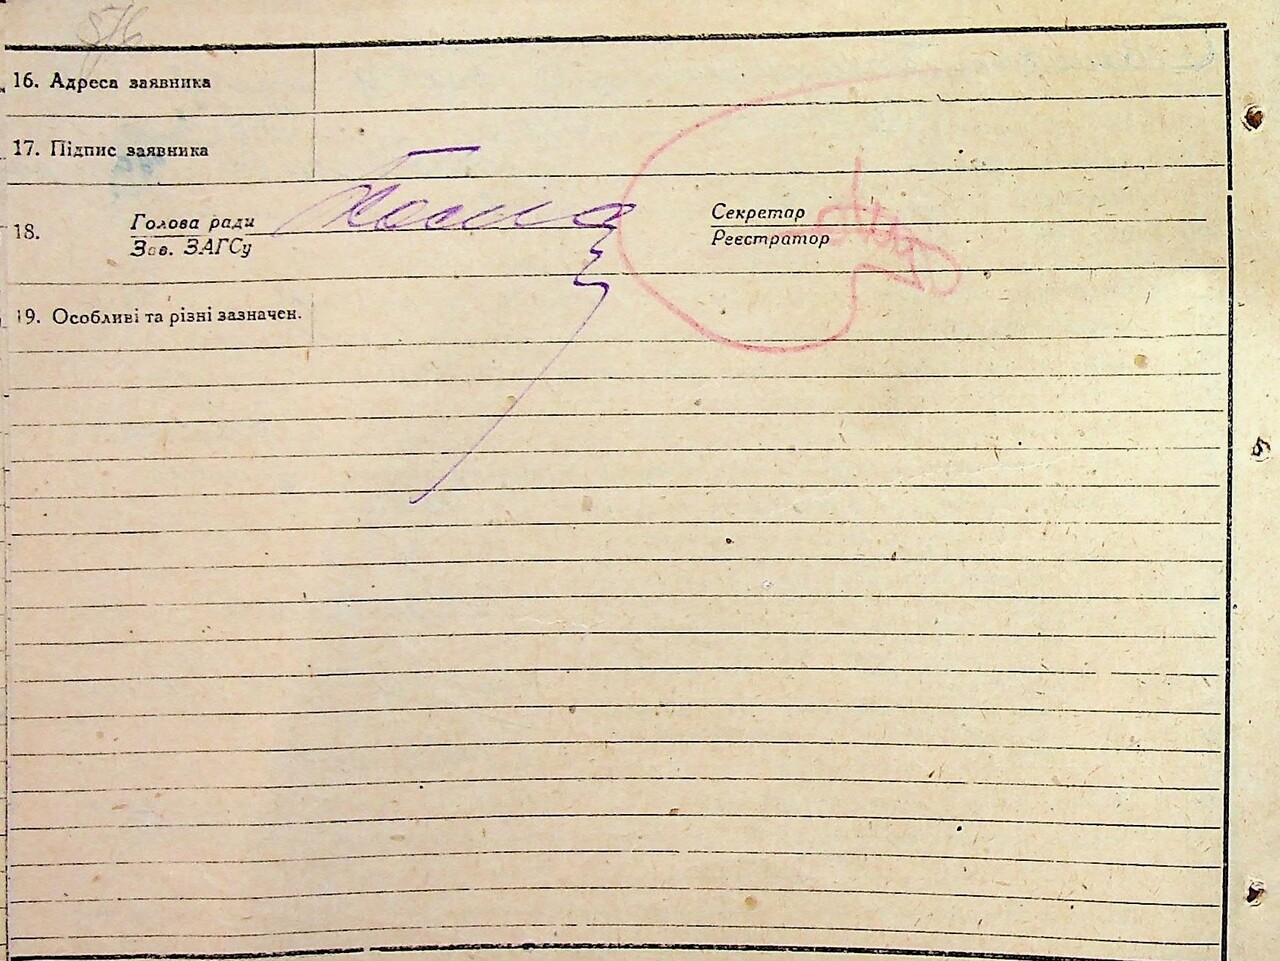 16. Адреса заявника
17. Підпис заявника
18. Голова ради Секретар
Зав. ЗАГСу Реєстратор
19. Особливі та різні зазначен.